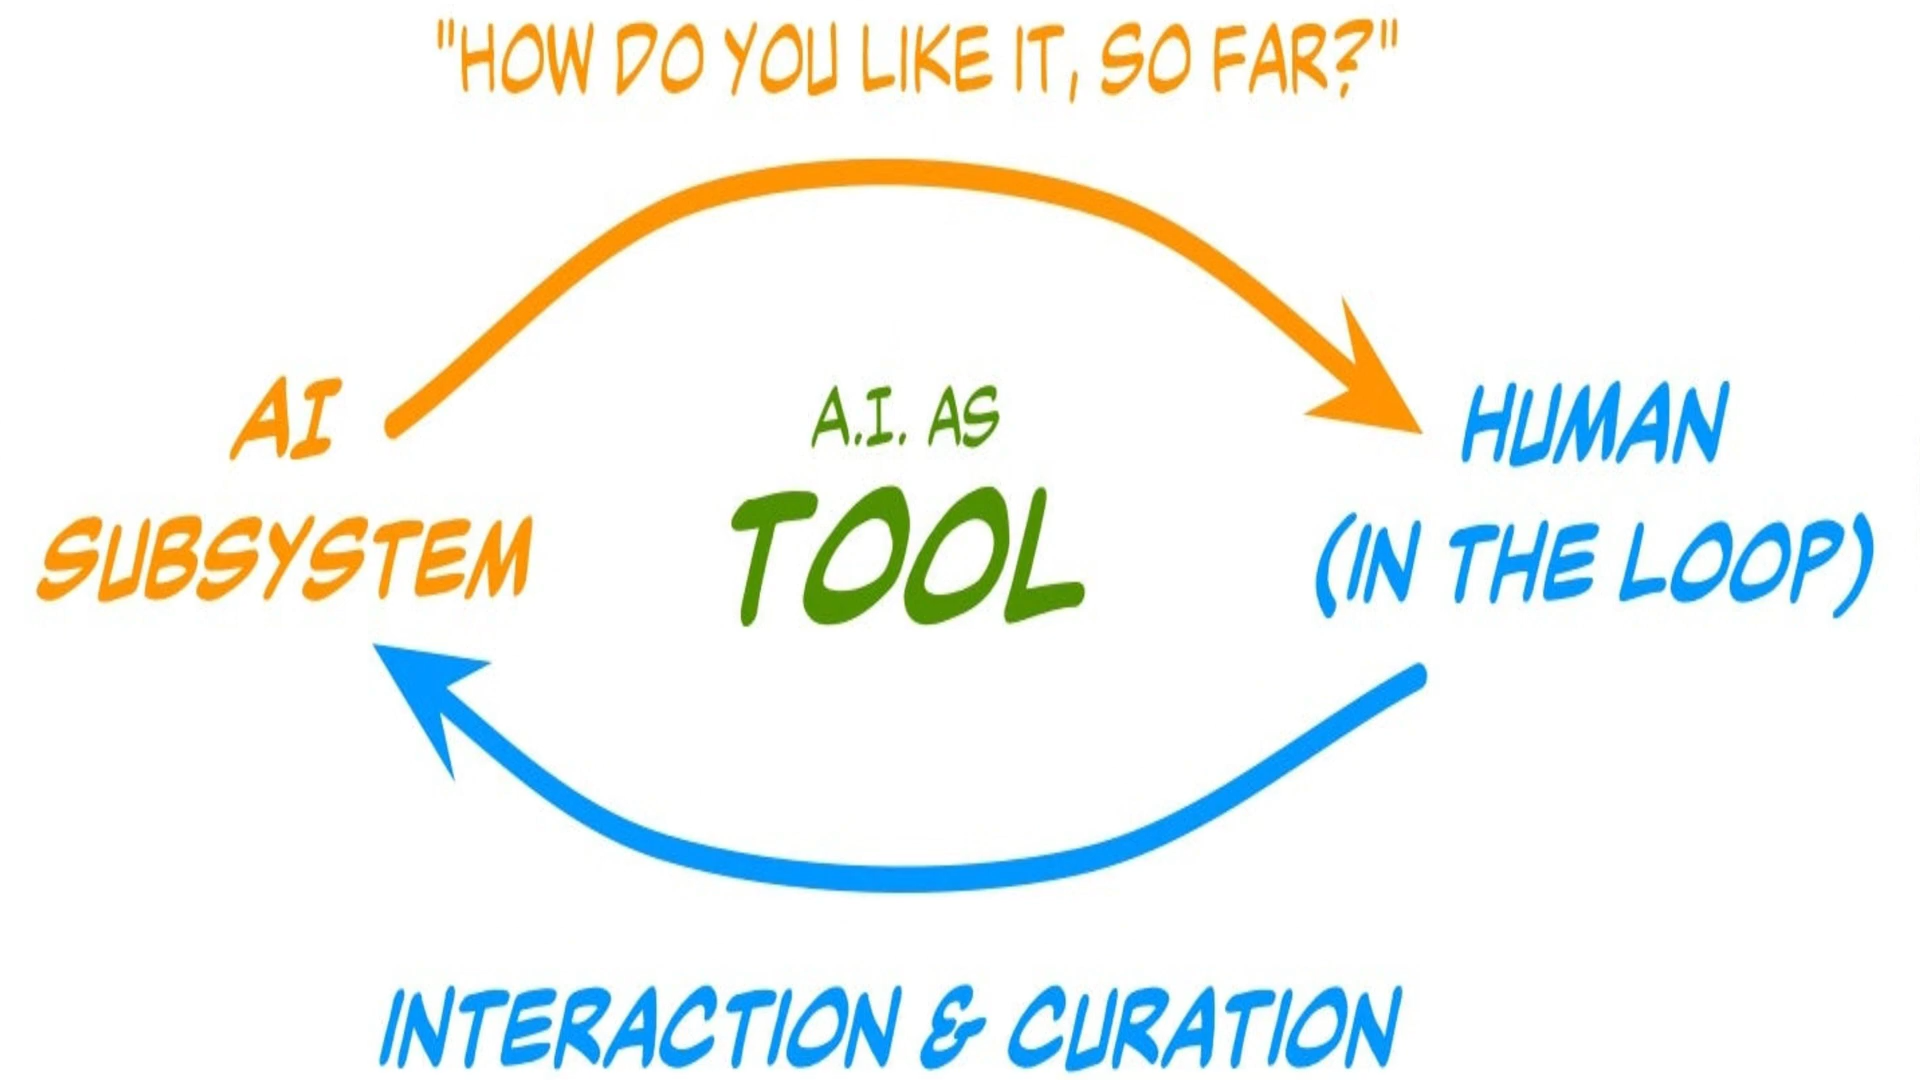 "HOW DO YOU LIKE IT, SO FAR?"
AI
SUBSYSTEM
A.I. AS
TOOL
HUMAN
(IN THE LOOP)
INTERACTION & CURATION